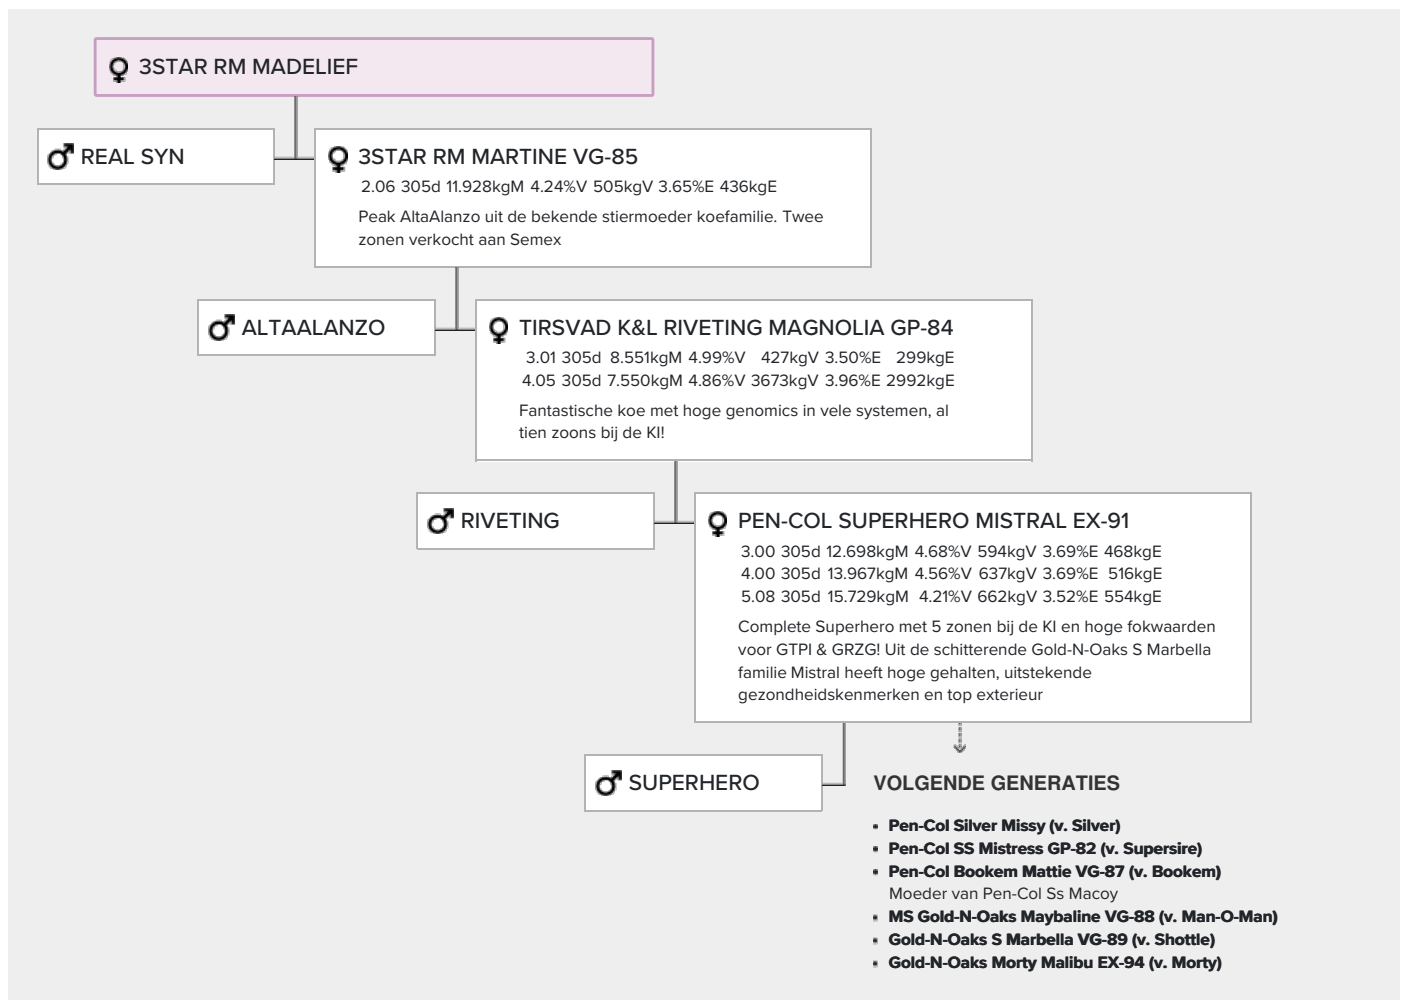 3STAR RM MADELIEF
REAL SYN
3STAR RM MARTINE VG-85
2.06 305d 11.928kgM 4.24%V 505kgV 3.65%E 436kgE
Peak AltaAlanzo uit de bekende stiermoeder koefamilie. Twee
zonen verkocht aan Semex
ALTAALANZO
TIRSVAD K&L RIVETING MAGNOLIA GP-84
3.01 305d 8.551kgM 4.99%V 427kgV 3.50%E 299kgE
4.05 305d 7.550kgM 4.86%V 3673kgV 3.96%E 2992kgE
Fantastische koe met hoge genomics in vele systemen, al
tien zoons bij de KI!
RIVETING
PEN-COL SUPERHERO MISTRAL EX-91
3.00 305d 12.698kgM 4.68%V 594kgV 3.69%E 468kgE
4.00 305d 13.967kgM 4.56%V 637kgV 3.69%E 516kgE
5.08 305d 15.729kgM 4.21%V 662kgV 3.52%E 554kgE
Complete Superhero met 5 zonen bij de KI en hoge fokwaarden
voor GTPI & GRZG! Uit de schitterende Gold-N-Oaks S Marbella
familie Mistral heeft hoge gehalten, uitstekende
gezondheidskenmerken en top exterieur
SUPERHERO
VOLGENDE GENERATIES
Pen-Col Silver Missy (v. Silver)
Pen-Col SS Mistress GP-82 (v. Supersire)
Pen-Col Bookem Mattie VG-87 (v. Bookem)
Moeder van Pen-Col Ss Macoy
MS Gold-N-Oaks Maybaline VG-88 (v. Man-O-Man)
Gold-N-Oaks S Marbella VG-89 (v. Shottle)
Gold-N-Oaks Morty Malibu EX-94 (v. Morty)